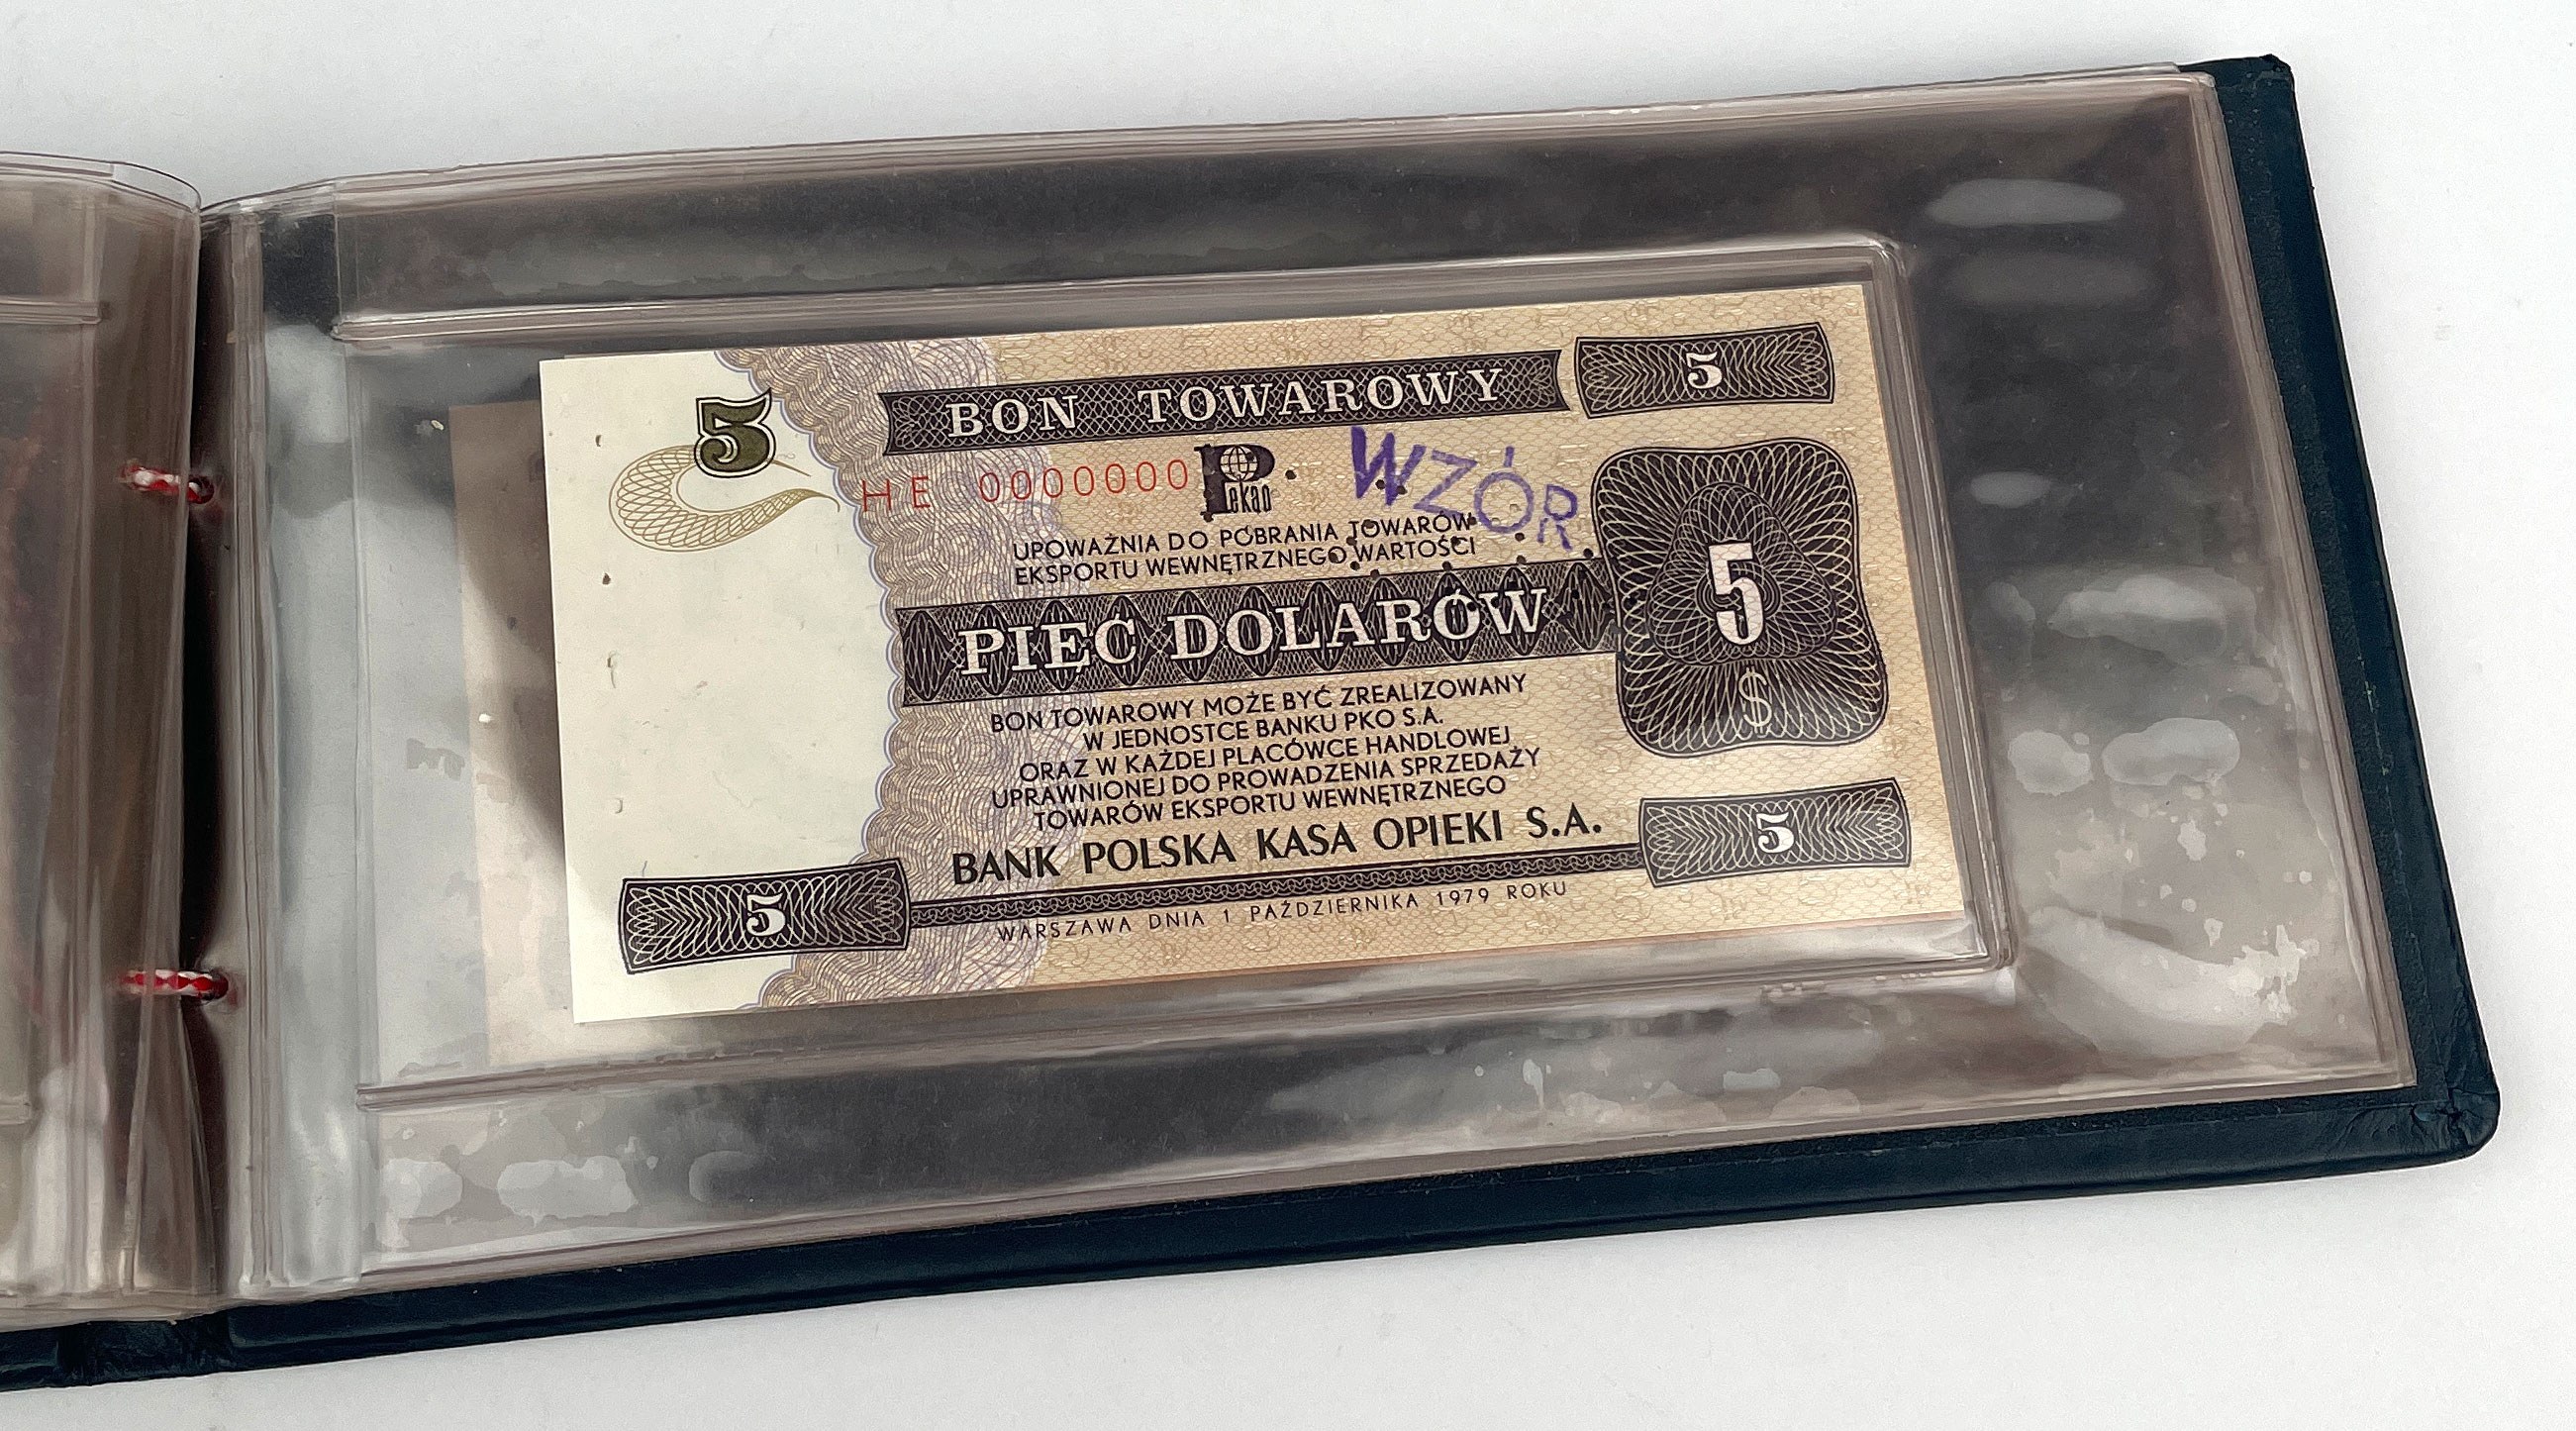 5
BON TOWAROWY
5
HE 0000000
Pekao
WZÓR
UPOWAŻNIA DO POBRANIA TOWARÓW
EKSPORTU WEWNĘTRZNEGO WARTOŚCI
PIĘĆ DOLARÓW
5
$
BON TOWAROWY MOŻE BYĆ ZREALIZOWANY
W JEDNOSTCE BANKU PKO S.A.
ORAZ W KAŻDEJ PLACÓWCE HANDLOWEJ
UPRAWNIONEJ DO PROWADZENIA SPRZEDAŻY
TOWARÓW EKSPORTU WEWNĘTRZNEGO
BANK POLSKA KASA OPIEKI S.A.
5
5
WARSZAWA DNIA 1 PAŹDZIERNIKA 1979 ROKU